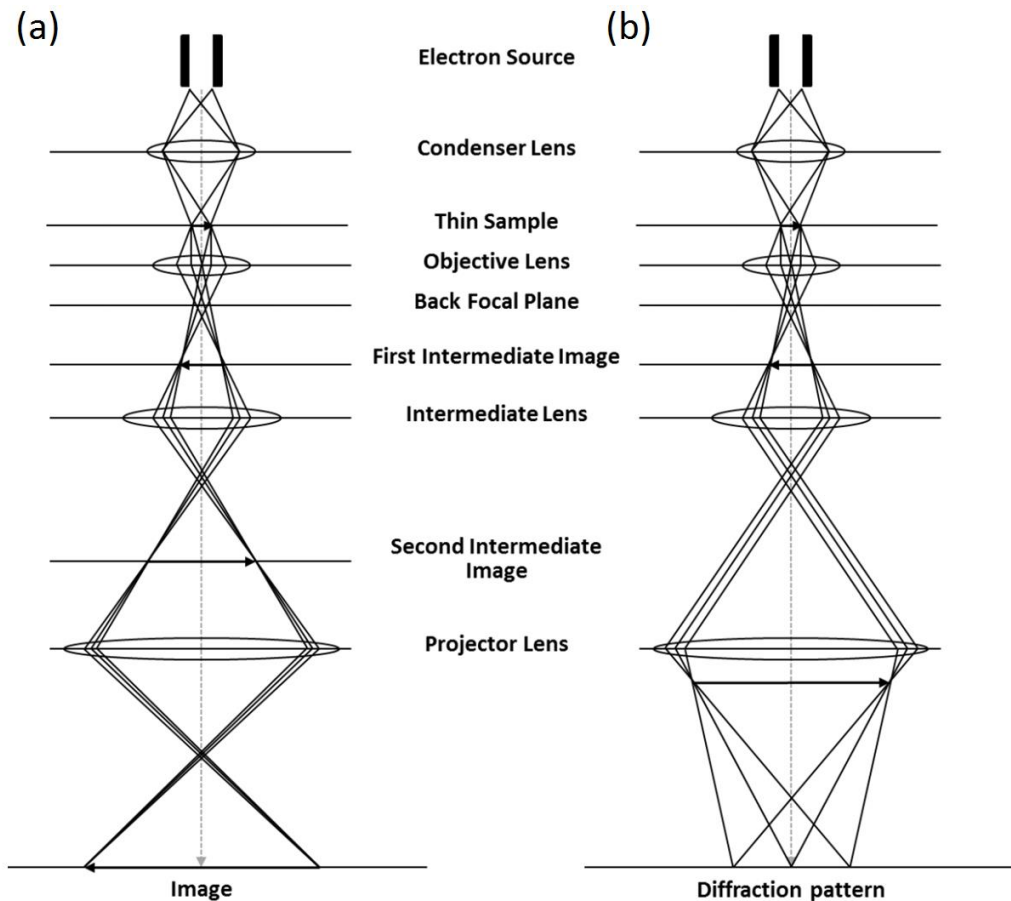 (a)
(b)
Electron Source
Condenser Lens
Thin Sample
Objective Lens
Back Focal Plane
First Intermediate Image
Intermediate Lens
Second Intermediate
Image
Projector Lens
Image
Diffraction pattern